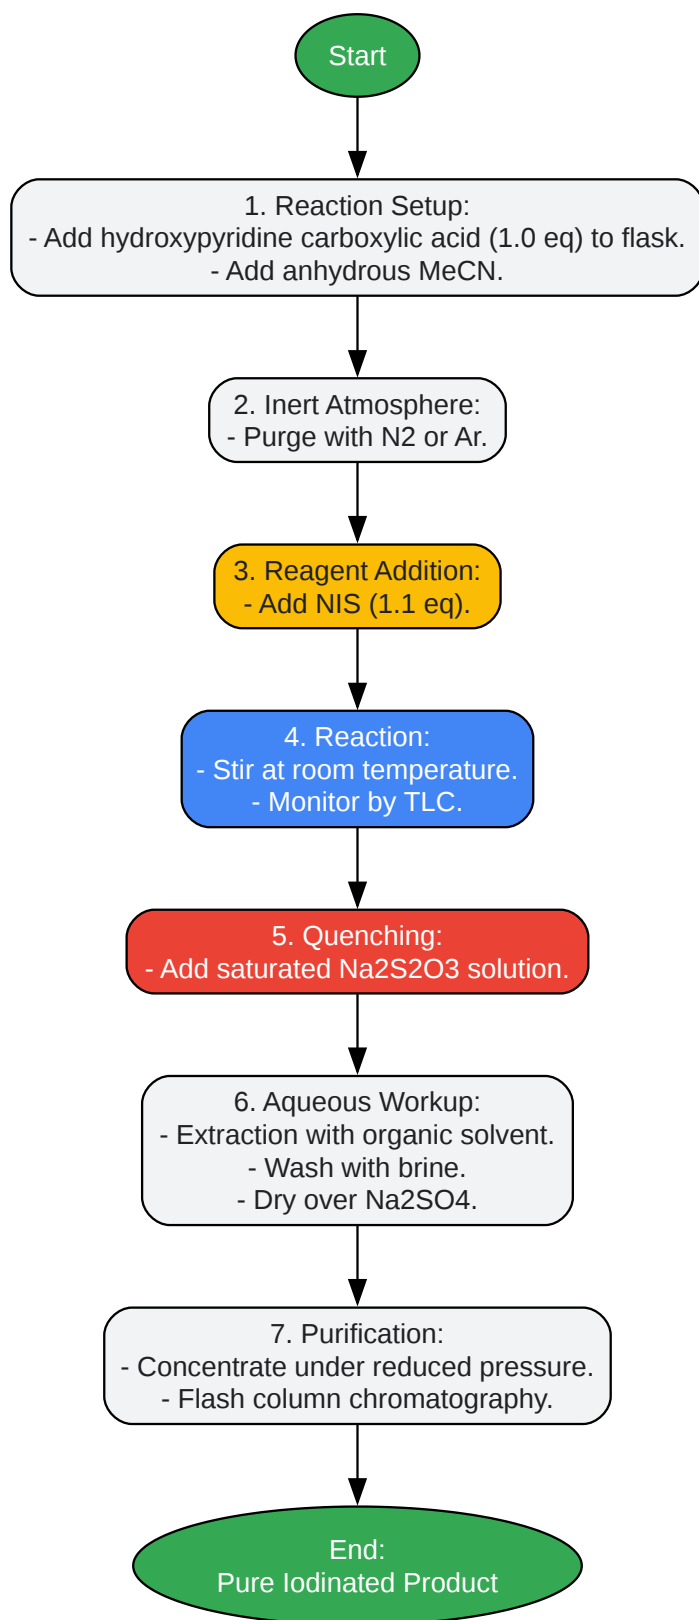 Start
1. Reaction Setup:
- Add hydroxypyridine carboxylic acid (1.0 eq) to flask.
- Add anhydrous MeCN.
2. Inert Atmosphere:
- Purge with N2 or Ar.
3. Reagent Addition:
- Add NIS (1.1 eq).
4. Reaction:
- Stir at room temperature.
- Monitor by TLC.
5. Quenching:
- Add saturated Na2S2O3 solution.
6. Aqueous Workup:
- Extraction with organic solvent.
- Wash with brine.
- Dry over Na2SO4.
7. Purification:
- Concentrate under reduced pressure.
- Flash column chromatography.
End:
Pure Iodinated Product